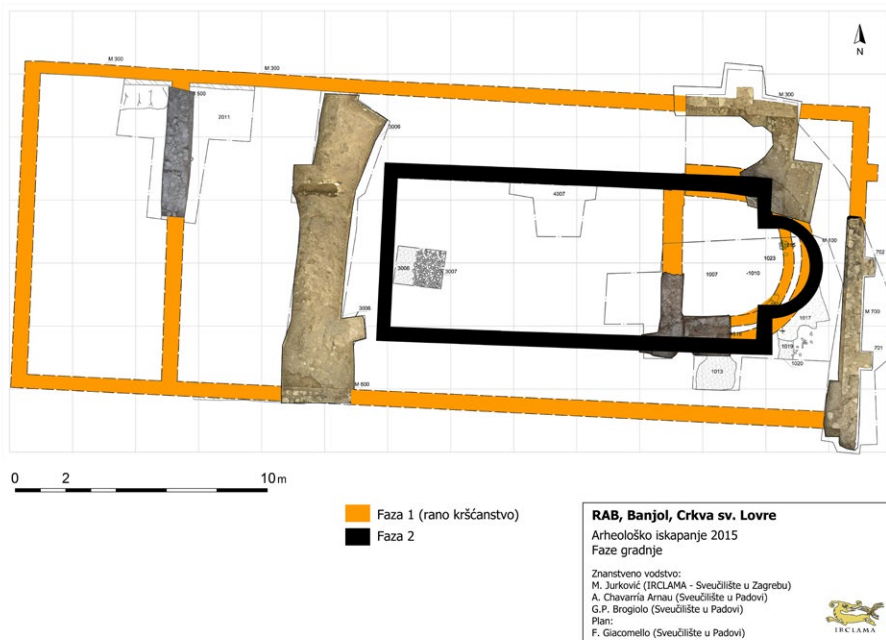 N
M 300
M 300
M 300
M 500
2011
3006
4007
3006
3007
3006
1023
1007
-1010
M 100
702
M 700
701
1017
1019
1020
1013
M 600
0 2 10 m
Faza 1 (rano kršćanstvo)
Faza 2
RAB, Banjol, Crkva sv. Lovre
Arheološko iskapanje 2015
Faze gradnje
Znanstveno vodstvo:
M. Jurković (IRCLAMA - Sveučilište u Zagrebu)
A. Chavarría Arnau (Sveučilište u Padovi)
G.P. Brogiolo (Sveučilište u Padovi)
Plan:
F. Giacomello (Sveučilište u Padovi)
IRCLAMA